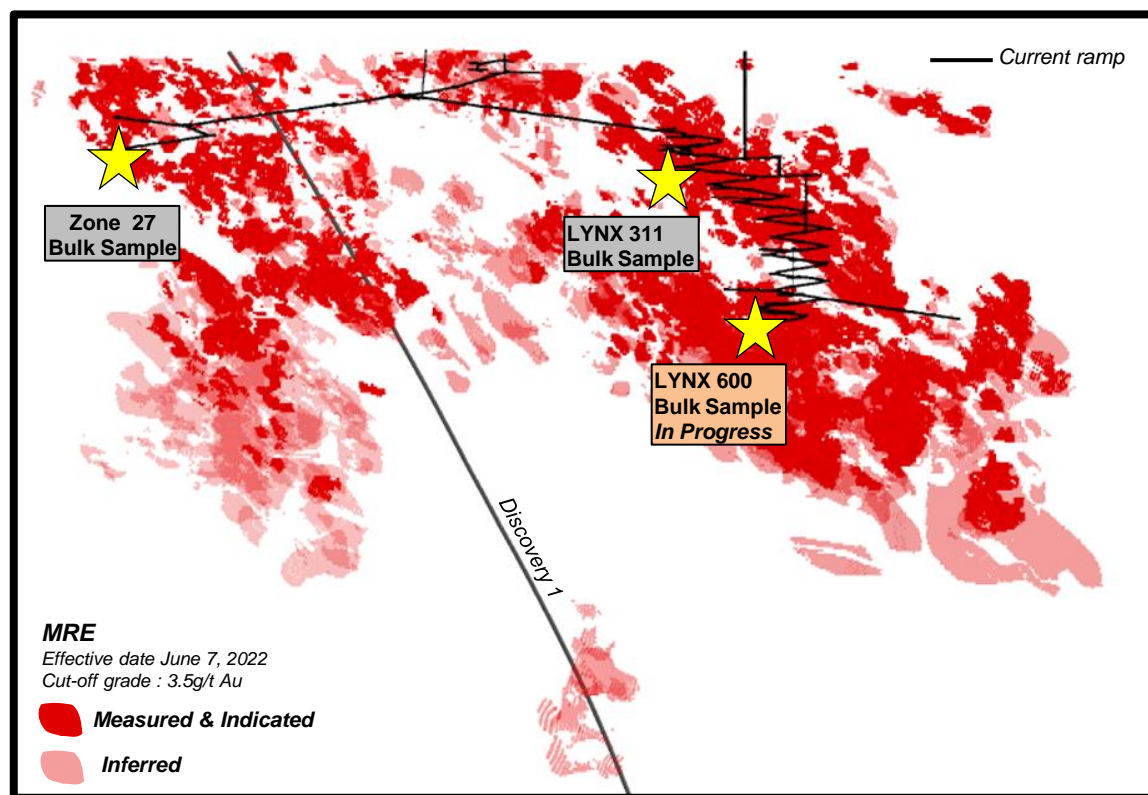 Current ramp
Zone 27
Bulk Sample
LYNX 311
Bulk Sample
LYNX 600
Bulk Sample
In Progress
Discovery 1
MRE
Effective date June 7, 2022
Cut-off grade : 3.5g/t Au
Measured & Indicated
Inferred